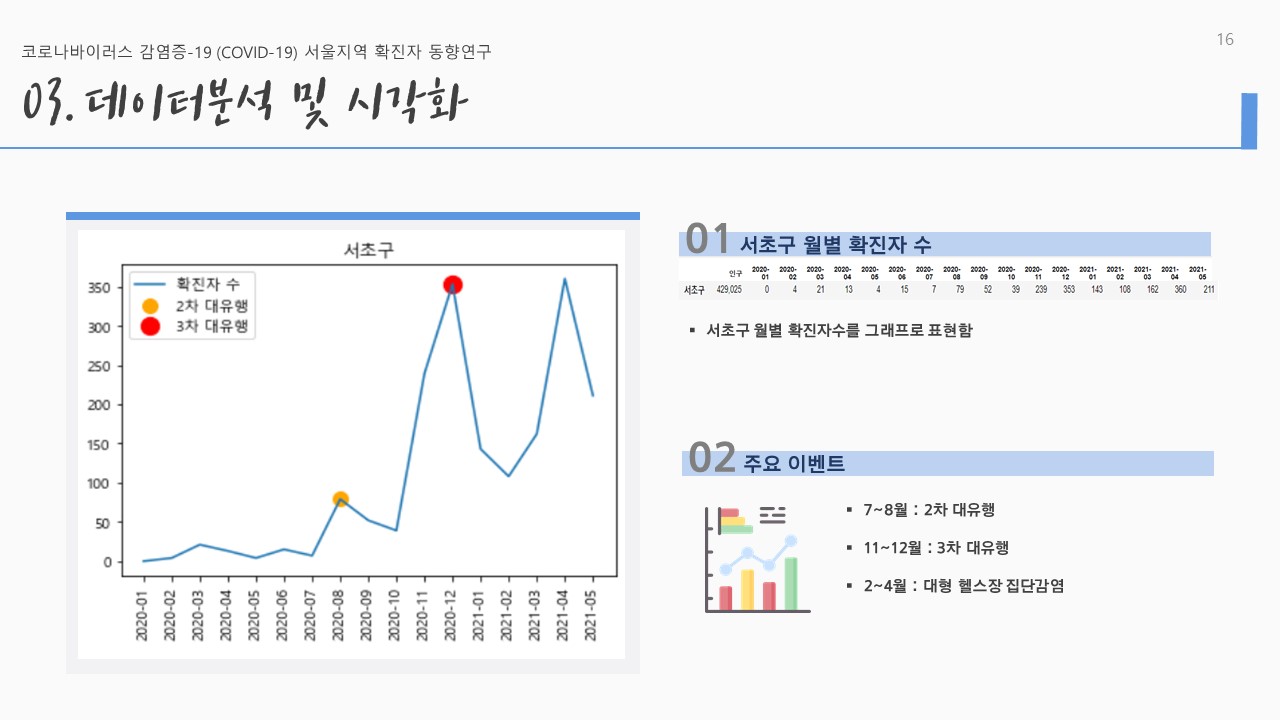 코로나바이러스 감염증-19 (COVID-19) 서울지역 확진자 동향연구
16
03. 데이터분석 및 시각화
서초구
확진자 수
2차 대유행
3차 대유행
350
300
250
200
150
100
50
0
2020-01 2020-02 2020-03 2020-04 2020-05 2020-06 2020-07 2020-08 2020-09 2020-10 2020-11 2020-12 2021-01 2021-02 2021-03 2021-04 2021-05
01 서초구 월별 확진자 수
인구 2020-01 2020-02 2020-03 2020-04 2020-05 2020-06 2020-07 2020-08 2020-09 2020-10 2020-11 2020-12 2021-01 2021-02 2021-03 2021-04 2021-05
서초구 429,025 0 4 21 13 4 15 7 79 52 39 239 353 143 108 162 360 211
▪ 서초구 월별 확진자수를 그래프로 표현함
02 주요 이벤트
▪ 7~8월 : 2차 대유행
▪ 11~12월 : 3차 대유행
▪ 2~4월 : 대형 헬스장 집단감염